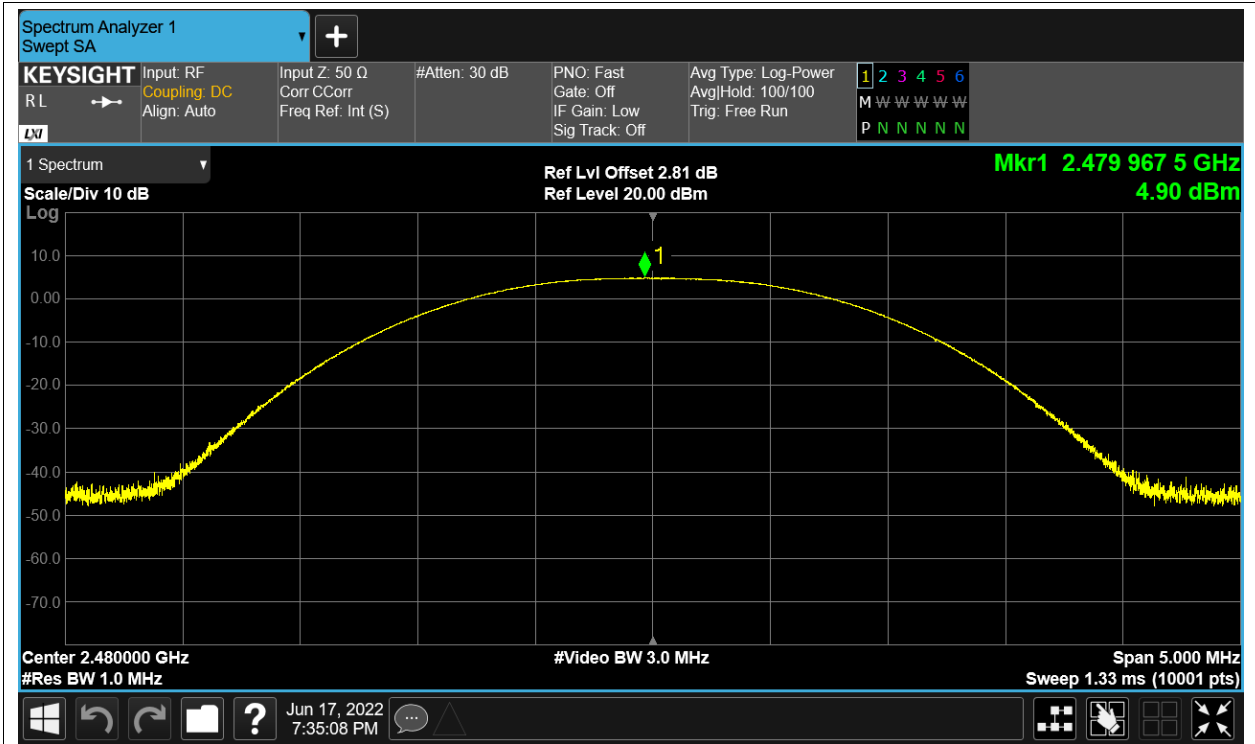 Spectrum Analyzer 1
Swept SA
KEYSIGHT
R L
LXI
Input: RF
Coupling: DC
Align: Auto
Input Z: 50 Ω
Corr CCorr
Freq Ref: Int (S)
#Atten: 30 dB
PNO: Fast
Gate: Off
IF Gain: Low
Sig Track: Off
Avg Type: Log-Power
Avg|Hold: 100/100
Trig: Free Run
1 2 3 4 5 6
M W W W W W
P N N N N N
1 Spectrum
Scale/Div 10 dB
Log
Ref Lvl Offset 2.81 dB
Ref Level 20.00 dBm
Mkr1 2.479 967 5 GHz
4.90 dBm
1
10.0
0.00
-10.0
-20.0
-30.0
-40.0
-50.0
-60.0
-70.0
Center 2.480000 GHz
#Res BW 1.0 MHz
#Video BW 3.0 MHz
Span 5.000 MHz
Sweep 1.33 ms (10001 pts)
?
Jun 17, 2022
7:35:08 PM